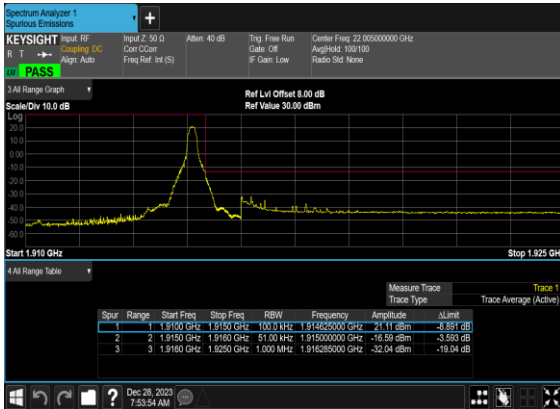 Spectrum Analyzer 1
Spurious Emissions
KEYSIGHT Input: RF Input Z: 50 Ω Atten: 40 dB Trig: Free Run Center Freq: 22.005000000 GHz
R T Coupling: DC Corr CCorr Gate: Off Avg|Hold: 100/100
Align: Auto Freq Ref: Int (S) IF Gain: Low Radio Std: None
PASS
3 All Range Graph
Ref Lvl Offset 8.00 dB
Scale/Div 10.0 dB Ref Value 30.00 dBm
Log
20.0
10.0
0.00
-10.0
-20.0
-30.0
-40.0
-50.0
-60.0
Start 1.910 GHz Stop 1.925 GH
4 All Range Table
Measure Trace Trace 1
Trace Type Trace Average (Active)
Spur Range Start Freq Stop Freq RBW Frequency Amplitude ΔLimit
1 1 1.9100 GHz 1.9150 GHz 100.0 kHz 1.914625000 GHz 21.11 dBm -8.891 dB
2 2 1.9150 GHz 1.9160 GHz 51.00 kHz 1.915000000 GHz -16.59 dBm -3.593 dB
3 3 1.9160 GHz 1.9250 GHz 1.000 MHz 1.916285000 GHz -32.04 dBm -19.04 dB
? Dec 28, 2023
7:53:54 AM